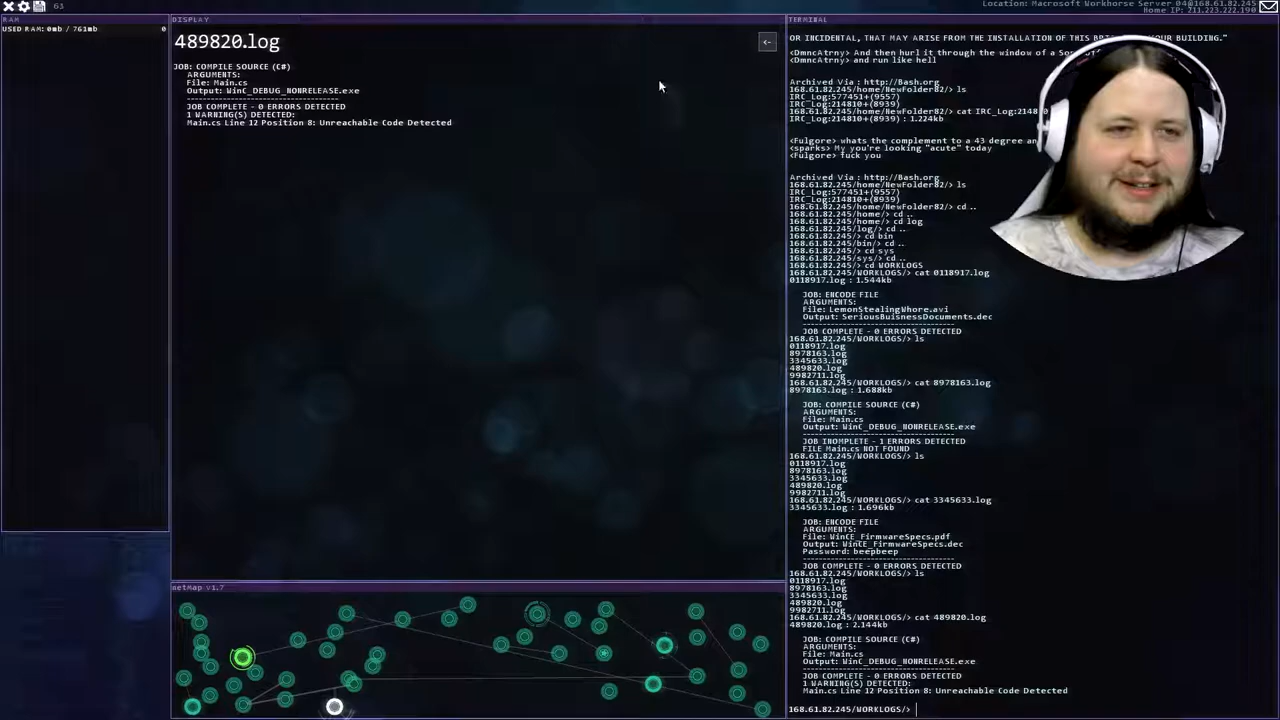 63
Location: Macrosoft Workhorse Server 04@168.61.82.245
Home IP: 711.223.222.190
RAM
USED RAM: 0mb / 761mb
0
DISPLAY
489820.log
<-
JOB: COMPILE SOURCE (C#)
ARGUMENTS:
File: Main.cs
Output: WinC_DEBUG_NONRELEASE.exe
------------------------------------
JOB COMPLETE - 0 ERRORS DETECTED
1 WARNING(S) DETECTED:
Main.cs Line 12 Position 8: Unreachable Code Detected
netMap v1.7
TERMINAL
OR INCIDENTAL, THAT MAY ARISE FROM THE INSTALLATION OF THIS YOUR BUILDING."
<DmncAtrny> And then hurl it through the window of a
<DmncAtrny> and run like hell
Archived Via : http://Bash.org
168.61.82.245/home/NewFolder82/> ls
IRC_Log:577451+(9557)
IRC_Log:214810+(8939)
168.61.82.245/home/NewFolder82/> cat IRC_Log:2148
IRC_Log:214810+(8939) : 1.224kb
<Fulgore> whats the complement to a 43 degree
<sparks> My you're looking "acute" today
<Fulgore> fuck you
Archived Via : http://Bash.org
168.61.82.245/home/NewFolder82/> ls
IRC_Log:577451+(9557)
IRC_Log:214810+(8939)
168.61.82.245/home/NewFolder82/> cd ..
168.61.82.245/home/> cd ..
168.61.82.245/home/> cd log
168.61.82.245/log/> cd ..
168.61.82.245/> cd bin
168.61.82.245/bin/> cd ..
168.61.82.245/> cd sys
168.61.82.245/sys/> cd ..
168.61.82.245/> cd WORKLOGS
168.61.82.245/WORKLOGS/> cat 0118917.log
0118917.log : 1.544kb
JOB: ENCODE FILE
ARGUMENTS:
File: LemonStealingWhore.avi
Output: SeriousBuisnessDocuments.dec
------------------------------------
JOB COMPLETE - 0 ERRORS DETECTED
168.61.82.245/WORKLOGS/> ls
0118917.log
8978163.log
3345633.log
489820.log
9982711.log
168.61.82.245/WORKLOGS/> cat 8978163.log
8978163.log : 1.688kb
JOB: COMPILE SOURCE (C#)
ARGUMENTS:
File: Main.cs
Output: WinC_DEBUG_NONRELEASE.exe
------------------------------------
JOB INOMPLETE - 1 ERRORS DETECTED
FILE Main.cs NOT FOUND
168.61.82.245/WORKLOGS/> ls
0118917.log
8978163.log
3345633.log
489820.log
9982711.log
168.61.82.245/WORKLOGS/> cat 3345633.log
3345633.log : 1.696kb
JOB: ENCODE FILE
ARGUMENTS:
File: WinCE_FirmwareSpecs.pdf
Output: WinCE_FirmwareSpecs.dec
Password: beepbeep
------------------------------------
JOB COMPLETE - 0 ERRORS DETECTED
168.61.82.245/WORKLOGS/> ls
0118917.log
8978163.log
3345633.log
489820.log
9982711.log
168.61.82.245/WORKLOGS/> cat 489820.log
489820.log : 2.144kb
JOB: COMPILE SOURCE (C#)
ARGUMENTS:
File: Main.cs
Output: WinC_DEBUG_NONRELEASE.exe
------------------------------------
JOB COMPLETE - 0 ERRORS DETECTED
1 WARNING(S) DETECTED:
Main.cs Line 12 Position 8: Unreachable Code Detected
168.61.82.245/WORKLOGS/>